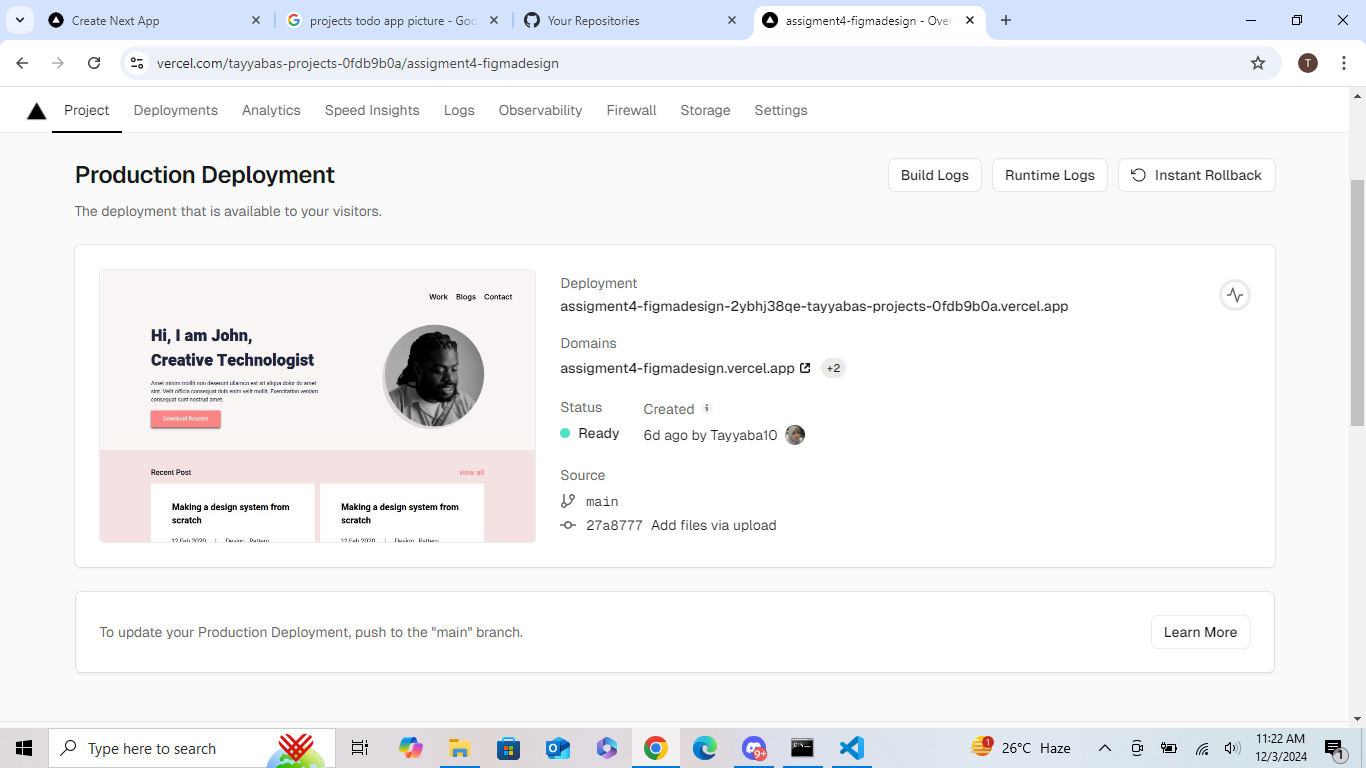 Create Next App
projects todo app picture - Goo
Your Repositories
assigment4-figmadesign - Over
vercel.com/tayyabas-projects-0fdb9b0a/assigment4-figmadesign
T
Project Deployments Analytics Speed Insights Logs Observability Firewall Storage Settings
Production Deployment
Build Logs
Runtime Logs
Instant Rollback
The deployment that is available to your visitors.
Work Blogs Contact
Hi, I am John,
Creative Technologist
Amet minim mollit non deserunt ullamco est sit aliqua dolor do amet
sint. Velit officia consequat duis enim velit mollit. Exercitation veniam
consequat sunt nostrud amet.
Download Resume
Recent Post
view all
Making a design system from
scratch
12 Feb 2020 | Design, Pattern
Making a design system from
scratch
12 Feb 2020 | Design, Pattern
Deployment
assigment4-figmadesign-2ybhj38qe-tayyabas-projects-0fdb9b0a.vercel.app
Domains
assigment4-figmadesign.vercel.app +2
Status Created
Ready 6d ago by Tayyaba10
Source
main
27a8777 Add files via upload
To update your Production Deployment, push to the "main" branch.
Learn More
Type here to search
9+
1
26°C Haze
11:22 AM
12/3/2024
1